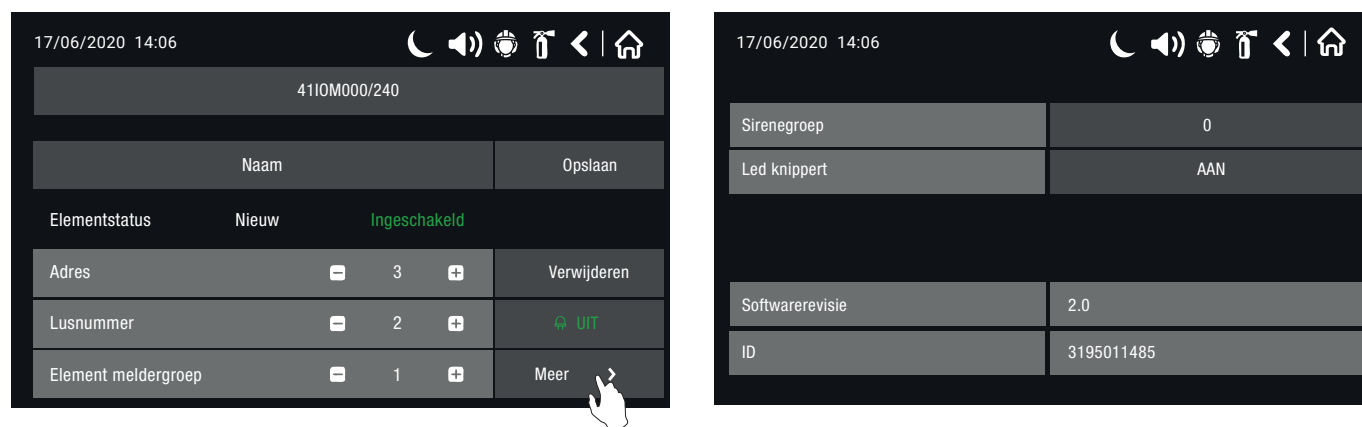 17/06/2020 14:06
41IOM000/240
Naam Opslaan
Elementstatus Nieuw Ingeschakeld
Adres 3 Verwijderen
Lusnummer 2 UIT
Element meldergroep 1 Meer
17/06/2020 14:06
Sirenegroep 0
Led knippert AAN
Softwarerevisie 2.0
ID 3195011485